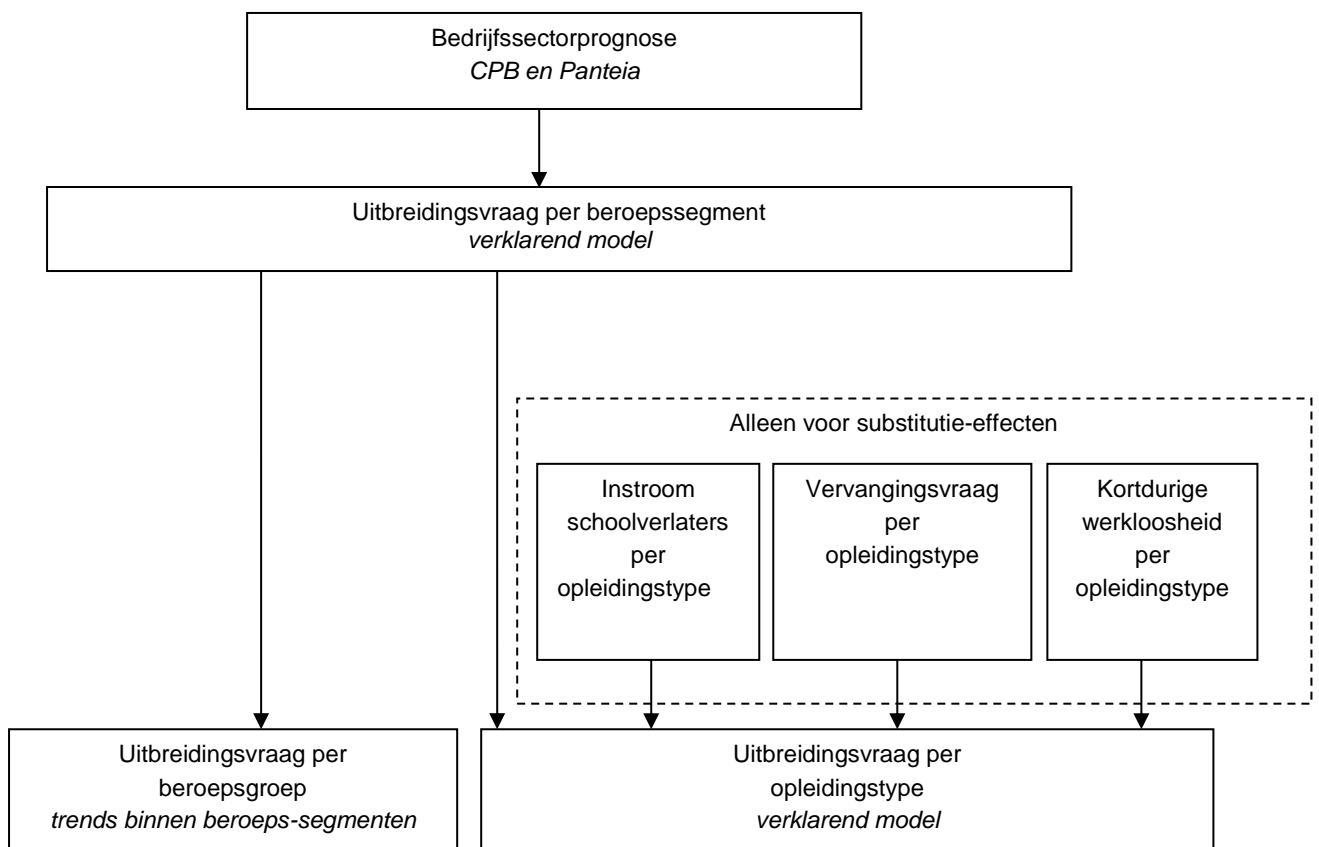 Bedrijfssectorprognose
CPB en Panteia
Uitbreidingsvraag per beroepssegment
verklarend model
Alleen voor substitutie-effecten
Instroom
schoolverlaters
per
opleidingstype
Vervangingsvraag
per
opleidingstype
Kortdurige
werkloosheid
per
opleidingstype
Uitbreidingsvraag per
beroepsgroep
trends binnen beroeps-segmenten
Uitbreidingsvraag per
opleidingstype
verklarend model